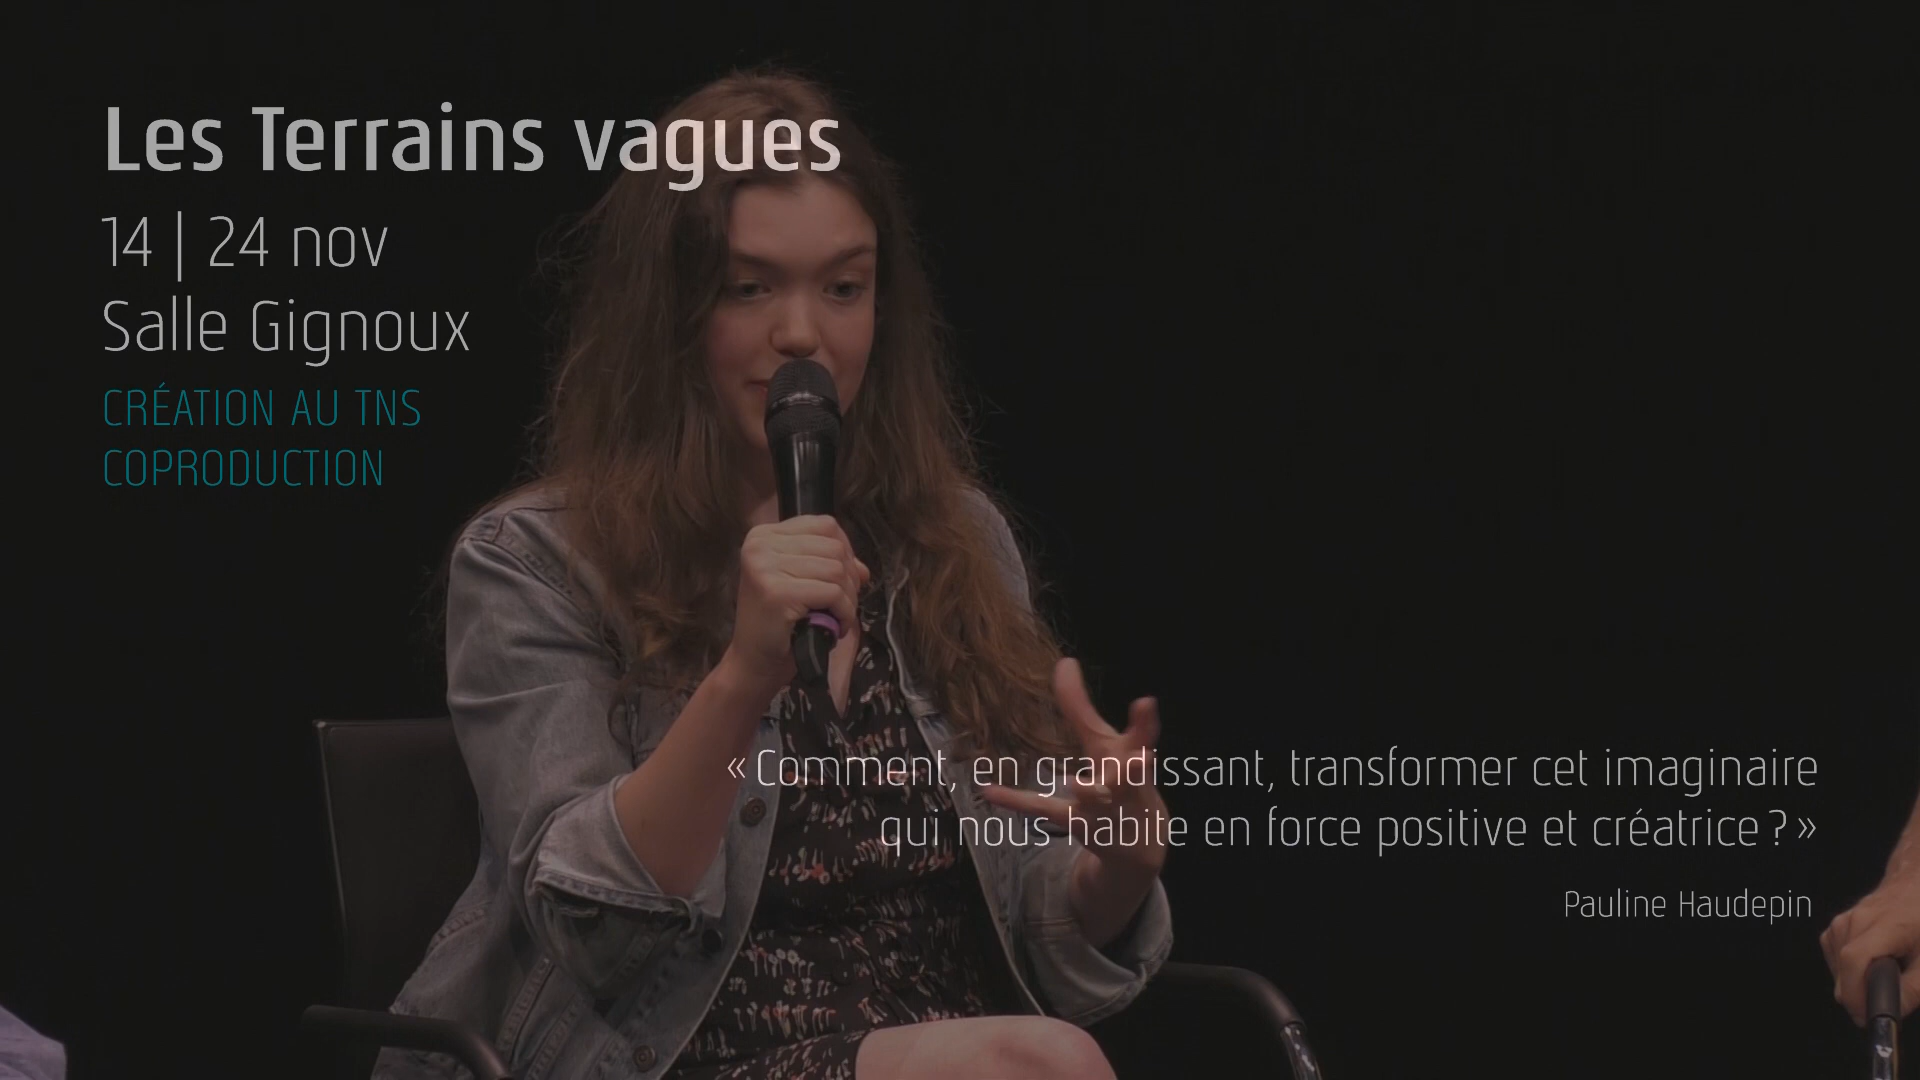 Les Terrains vagues
14 | 24 nov
Salle Gignoux
CRÉATION AU TNS
COPRODUCTION
« Comment, en grandissant, transformer cet imaginaire
qui nous habite en force positive et créatrice ? »
Pauline Haudepin